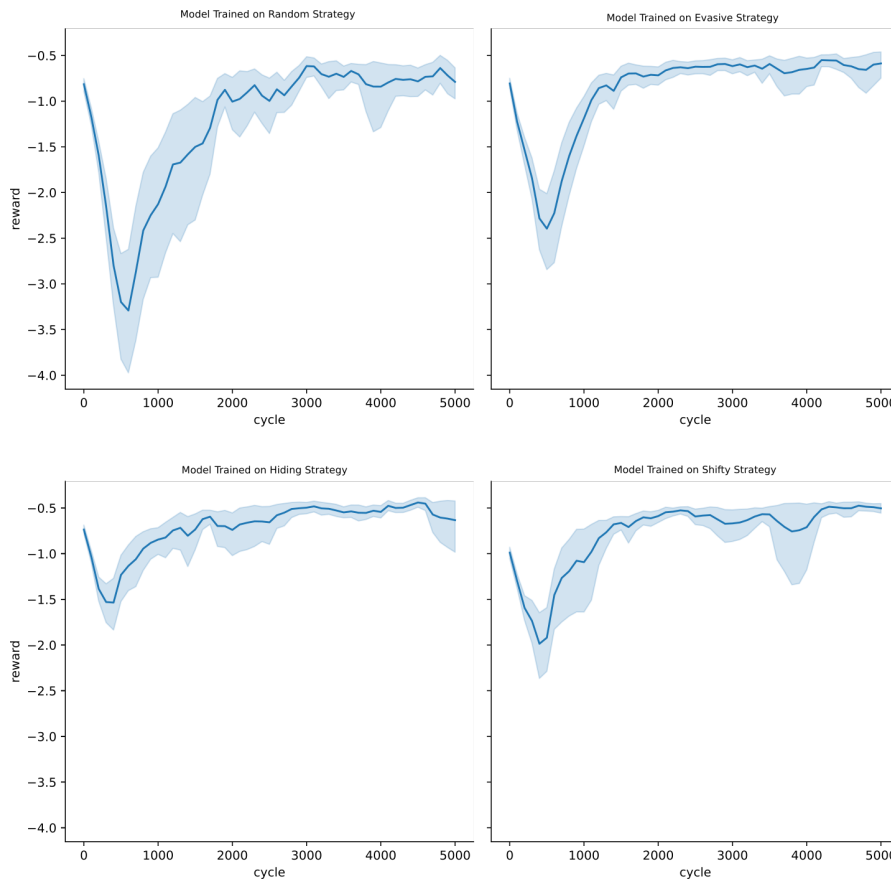 Model Trained on Random Strategy
−0.5
−1.0
−1.5
−2.0
−2.5
−3.0
−3.5
−4.0
reward
0 1000 2000 3000 4000 5000
cycle
Model Trained on Evasive Strategy
0 1000 2000 3000 4000 5000
cycle
Model Trained on Hiding Strategy
−0.5
−1.0
−1.5
−2.0
−2.5
−3.0
−3.5
−4.0
reward
0 1000 2000 3000 4000 5000
cycle
Model Trained on Shifty Strategy
0 1000 2000 3000 4000 5000
cycle